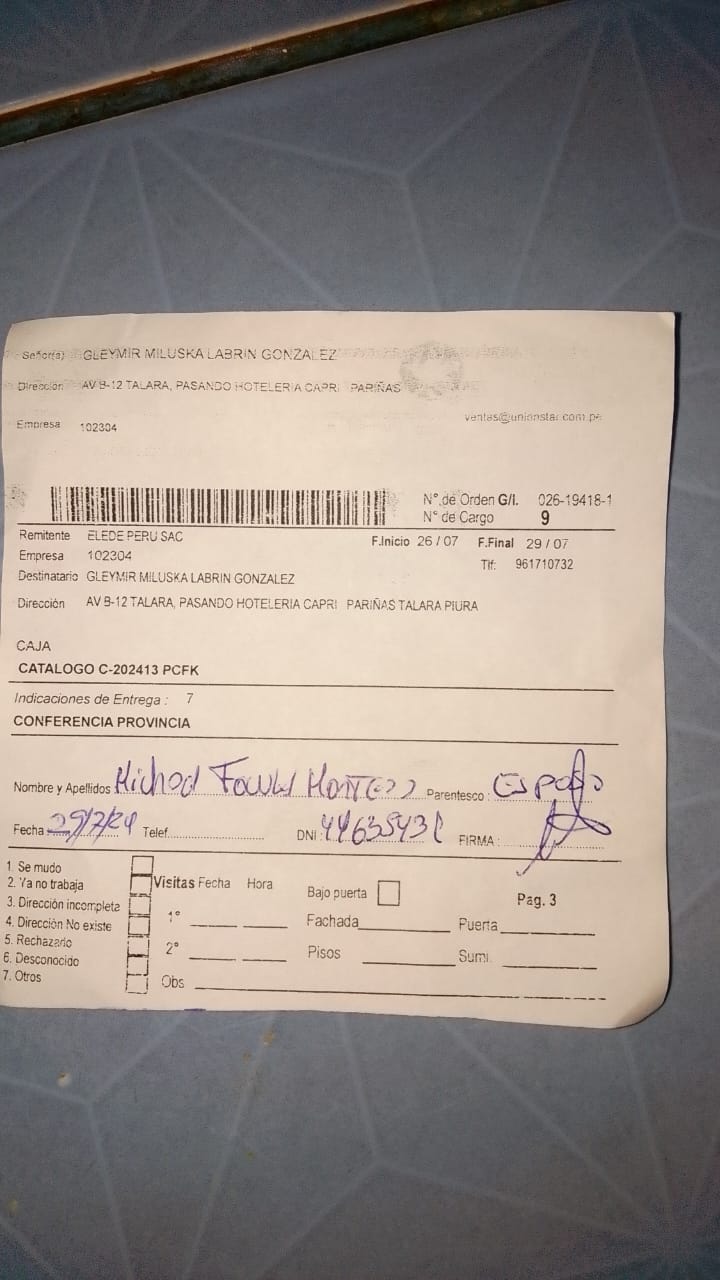 Señor(a) GLEYMIR MILUSKA LABRIN GONZALEZ
Dirección AV B-12 TALARA, PASANDO HOTELERIA CAPRI PARIÑAS
ventas@unionstar.com.pe
Empresa 102304
N° de Orden G/I. 026-19418-1
N° de Cargo 9
Remitente ELEDE PERU SAC F.Inicio 26 / 07 F.Final 29 / 07
Empresa 102304 Tlf: 961710732
Destinatario GLEYMIR MILUSKA LABRIN GONZALEZ
Dirección AV B-12 TALARA, PASANDO HOTELERIA CAPRI PARIÑAS TALARA PIURA
CAJA
CATALOGO C-202413 PCFK
Indicaciones de Entrega : 7
CONFERENCIA PROVINCIA
Nombre y Apellidos Parentesco : Esposo
Fecha Telef. DNI : FIRMA :
1. Se mudo
2. Ya no trabaja Visitas Fecha Hora Bajo puerta Pag. 3
3. Dirección incompleta 1° Fachada Puerta
4. Dirección No existe
5. Rechazado 2° Pisos Sumi.
6. Desconocido
7. Otros Obs